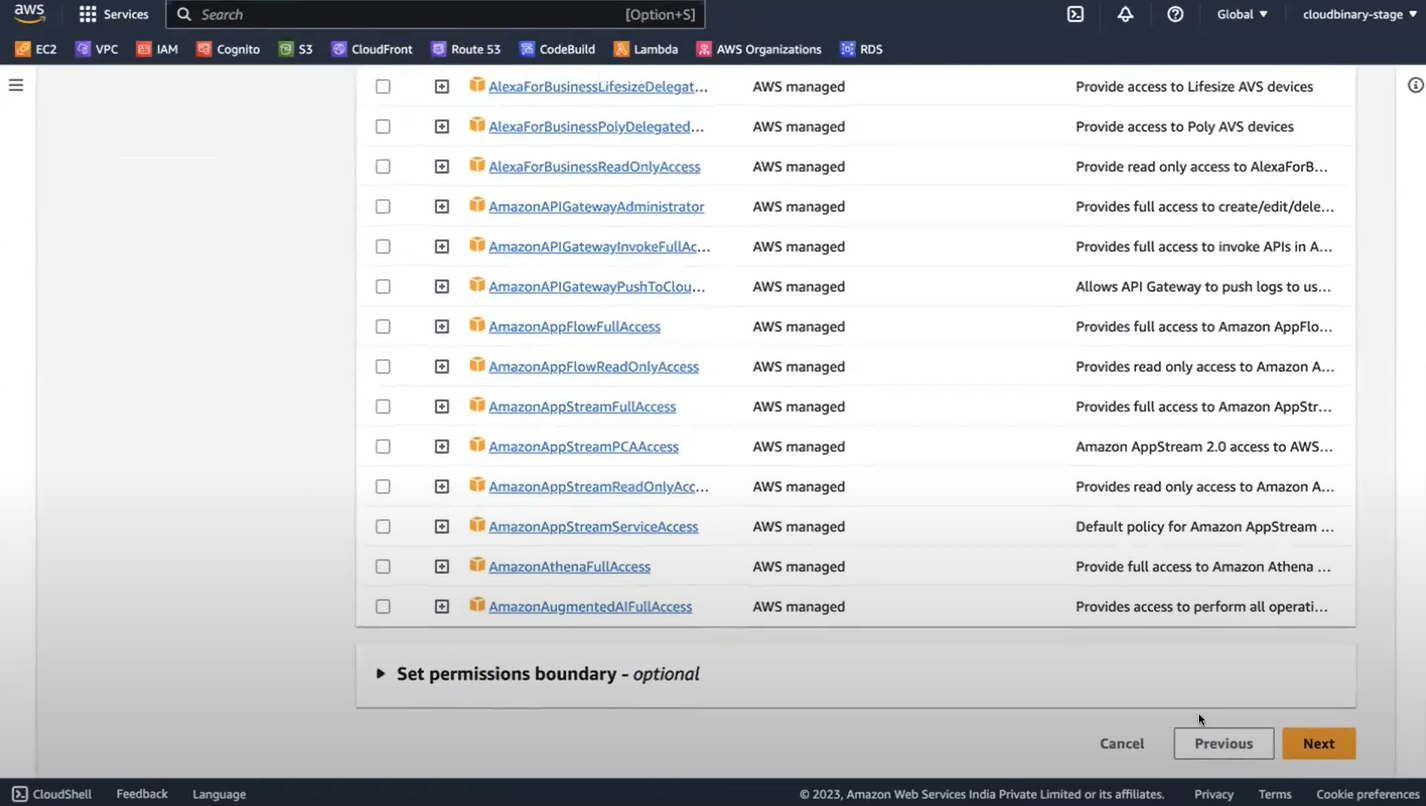 aws Services Search [Option+S] Global cloudbinary-stage
EC2 VPC IAM Cognito S3 CloudFront Route 53 CodeBuild Lambda AWS Organizations RDS
AlexaForBusinessLifesizeDelegat... AWS managed Provide access to Lifesize AVS devices
AlexaForBusinessPolyDelegated... AWS managed Provide access to Poly AVS devices
AlexaForBusinessReadOnlyAccess AWS managed Provide read only access to AlexaForB...
AmazonAPIGatewayAdministrator AWS managed Provides full access to create/edit/dele...
AmazonAPIGatewayInvokeFullAc... AWS managed Provides full access to invoke APIs in A...
AmazonAPIGatewayPushToClou... AWS managed Allows API Gateway to push logs to us...
AmazonAppFlowFullAccess AWS managed Provides full access to Amazon AppFlo...
AmazonAppFlowReadOnlyAccess AWS managed Provides read only access to Amazon A...
AmazonAppStreamFullAccess AWS managed Provides full access to Amazon AppStr...
AmazonAppStreamPCAAccess AWS managed Amazon AppStream 2.0 access to AWS...
AmazonAppStreamReadOnlyAcc... AWS managed Provides read only access to Amazon A...
AmazonAppStreamServiceAccess AWS managed Default policy for Amazon AppStream ...
AmazonAthenaFullAccess AWS managed Provide full access to Amazon Athena ...
AmazonAugmentedAIFullAccess AWS managed Provides access to perform all operati...
Set permissions boundary - optional
Cancel Previous Next
CloudShell Feedback Language © 2023, Amazon Web Services India Private Limited or its affiliates. Privacy Terms Cookie preferences